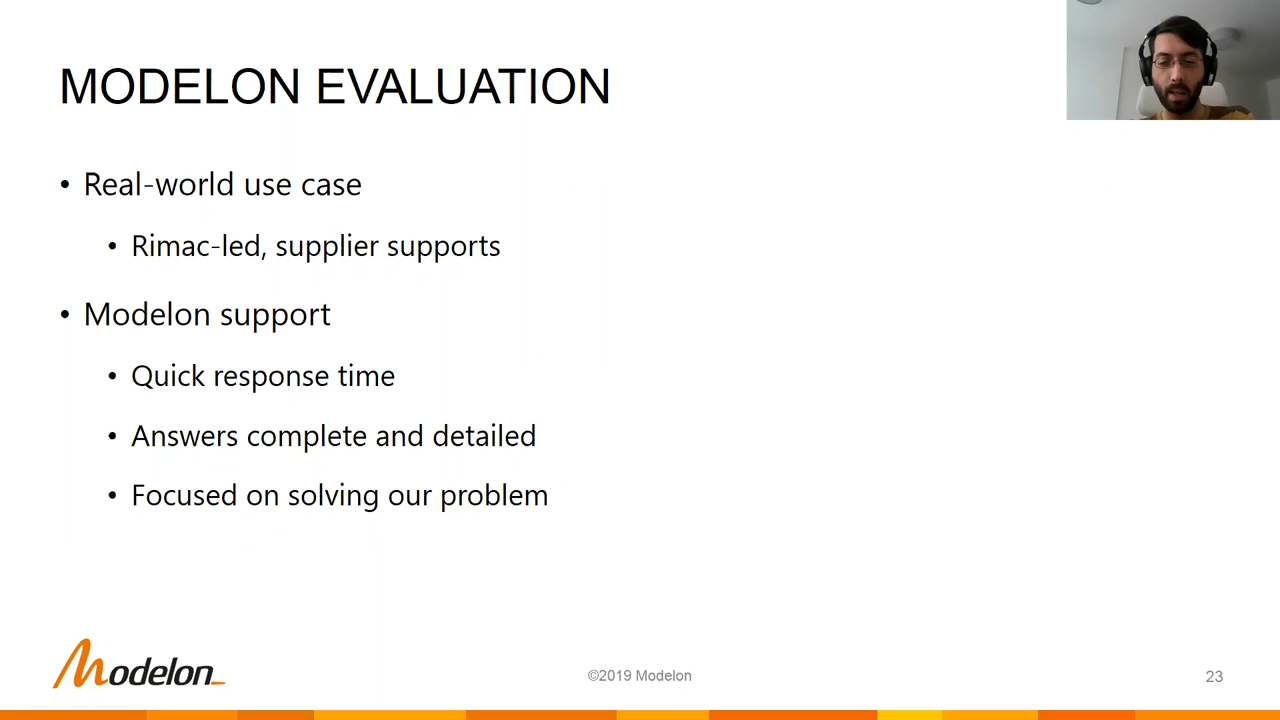 MODELON EVALUATION
• Real-world use case
• Rimac-led, supplier supports
• Modelon support
• Quick response time
• Answers complete and detailed
• Focused on solving our problem
Modelon_
©2019 Modelon
23